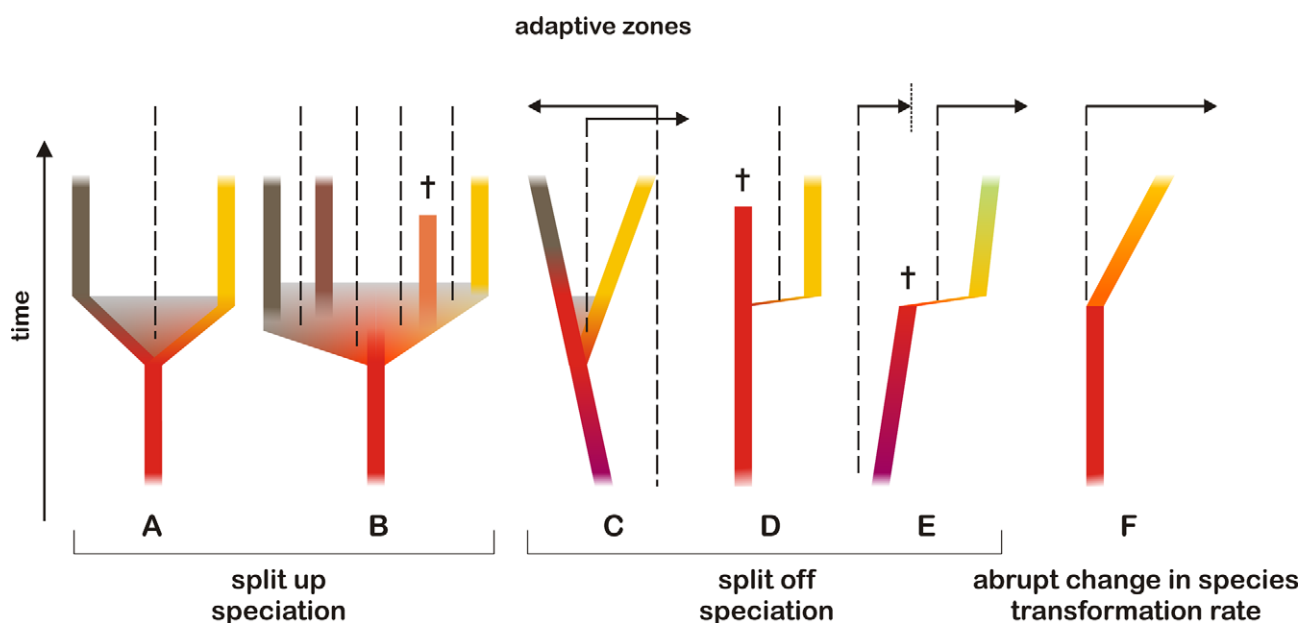 adaptive zones
time
†
†
†
A
B
C
D
E
F
split up
speciation
split off
speciation
abrupt change in species
transformation rate